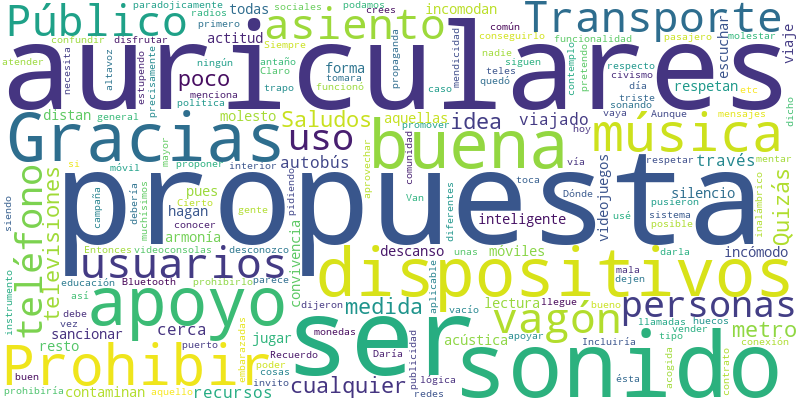 auriculares
propuesta
ser
sonido
dispositivos
buena
música
Gracias
apoyo
Prohibir
Público
Transporte
asiento
teléfono
usuarios
uso
vagón
personas
medida
metro
Quizás
recursos
cualquier
Saludos
idea
viajado
poco
autobús
inteligente
silencio
través
videojuegos
televisiones
convivencia
armonía
incomodan
escuchar
viaje
respetan
todas
actitud
forma
molesto
distan
aquellas
pues
hagan
cerca
sancionar
jugar
resto
contaminan
descanso
móviles
lectura
incómodo
acústica
paradojicamente
radios
primero
sociales
podamos
Siempre
crees
común
conseguirlo
nadie
funcionalidad
siguen
pasajero
molestar
confundir
disfrutar
atender
necesita
altavoz
precisamente
estupendo
ningún
antaño
Claro
trapo
menciona
política
tomara
funcionó
caso
propaganda
mendicidad
teles
quedó
contemplo
pretendo
respecto
civismo
día
triste
sonando
vaya
Aunque
etc
mensajes
hoy
dicho
general
promover
mentar
si
móvil
mayor
proponer
interior
vía
aprovechar
comunidad
Van
diferentes
toca
Dónde
respetar
pusieron
sistema
posible
usé
inalámbrico
siendo
campaña
debería
muchísimos
Cierto
conocer
gente
pidiendo
Entonces
videoconsolas
desconozco
educación
Bluetooth
prohibirlo
parece
unas
aplicable
darla
mala
dejen
llegue
bueno
instrumento
así
debe
vez
vacío
puerto
embarazadas
dijeron
monedas
publicidad
apoyar
llamadas
huecos
vender
tipo
conexión
buen
aquello
Recuerdo
Daría
poder
cosas
invito
lógica
redes
Incluiría
ésta
acogida
contrato
prohibiría